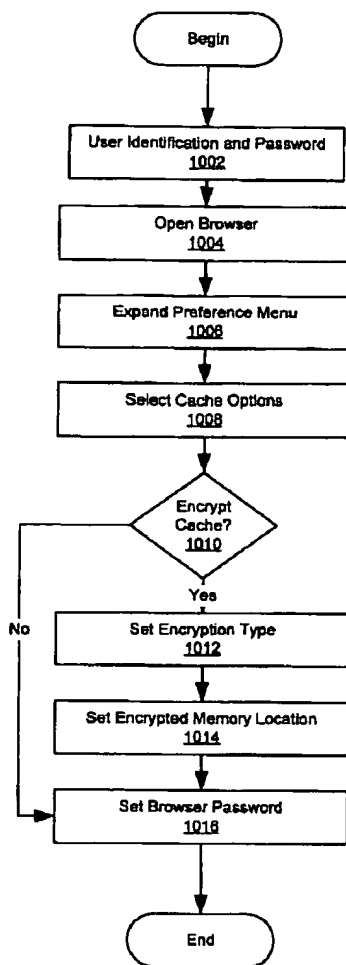 Begin
User Identification and Password
1002
Open Browser
1004
Expand Preference Menu
1006
Select Cache Options
1008
Encrypt
Cache?
1010
Yes
No
Set Encryption Type
1012
Set Encrypted Memory Location
1014
Set Browser Password
1016
End